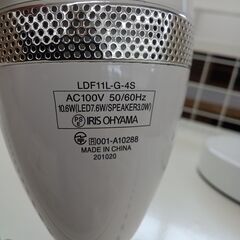 LDF11L-G-4S
AC100V 50/60Hz
10.6W(LED7.6W/SPEAKER3.0W)
PS E IRIS OHYAMA
R 001-A10288
MADE IN CHINA
201020